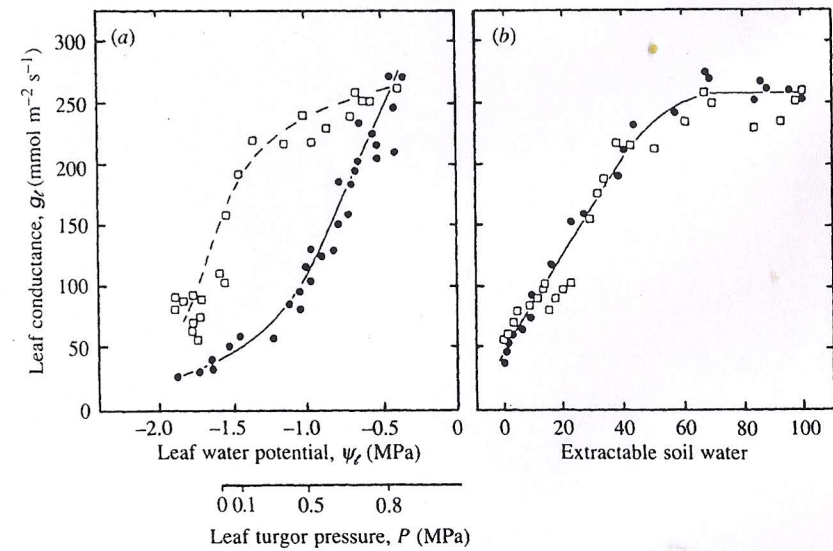 Leaf conductance, gℓ (mmol m⁻² s⁻¹)
300
250
200
150
100
50
0
(a)
−2.0 −1.5 −1.0 −0.5 0
Leaf water potential, ψℓ (MPa)
0 0.1 0.5 0.8
Leaf turgor pressure, P (MPa)
(b)
0 20 40 60 80 100
Extractable soil water